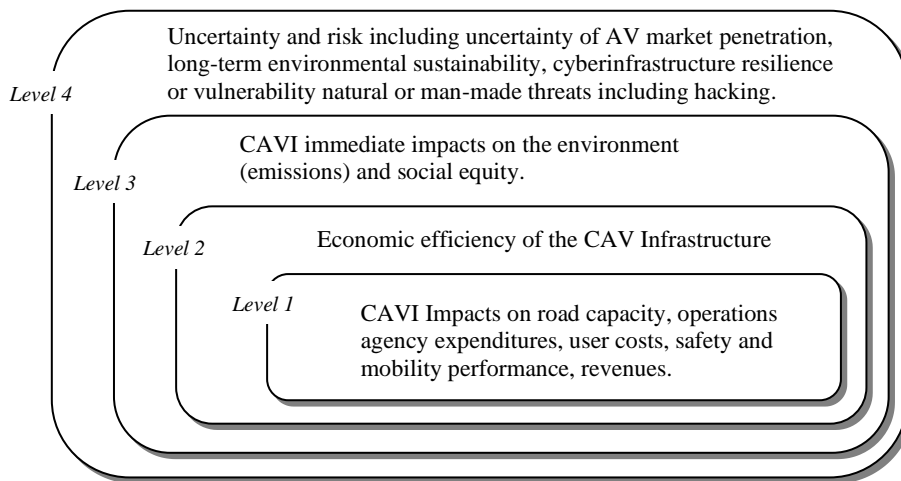 Uncertainty and risk including uncertainty of AV market penetration,
long-term environmental sustainability, cyberinfrastructure resilience
or vulnerability natural or man-made threats including hacking.
Level 4
CAVI immediate impacts on the environment
(emissions) and social equity.
Level 3
Economic efficiency of the CAV Infrastructure
Level 2
Level 1
CAVI Impacts on road capacity, operations
agency expenditures, user costs, safety and
mobility performance, revenues.